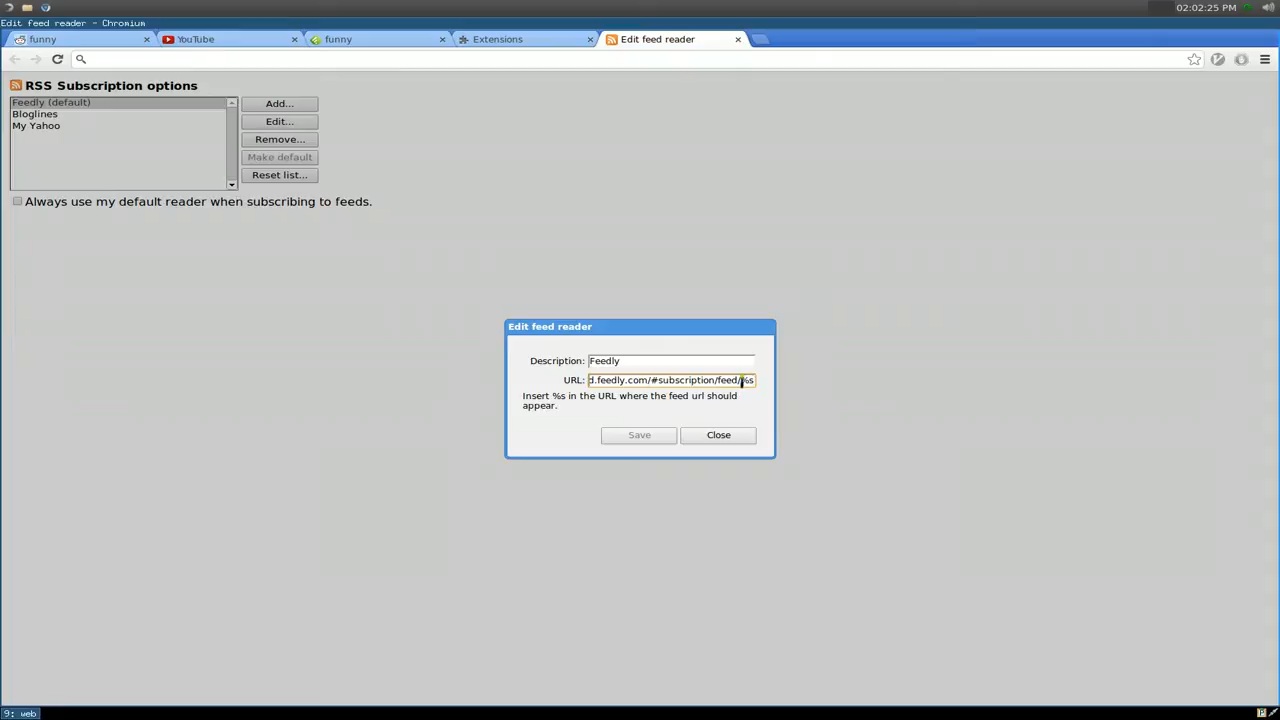 02:02:25 PM
Edit feed reader - Chromium
funny
YouTube
funny
Extensions
Edit feed reader
RSS Subscription options
Feedly (default)
Bloglines
My Yahoo
Add...
Edit...
Remove...
Make default
Reset list...
Always use my default reader when subscribing to feeds.
Edit feed reader
Description: Feedly
URL: d.feedly.com/#subscription/feed/%s
Insert %s in the URL where the feed url should
appear.
Save Close
9: web